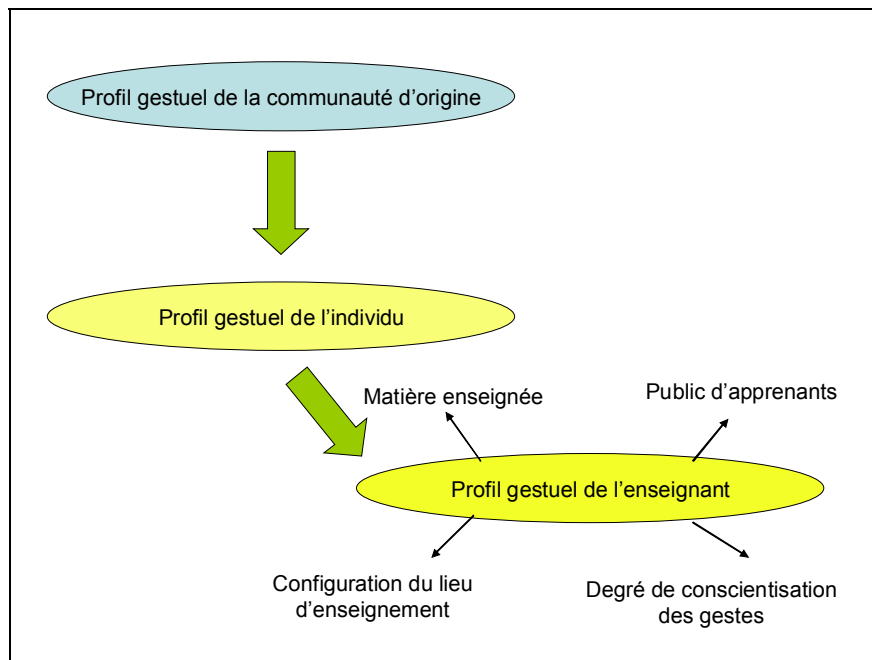 Profil gestuel de la communauté d'origine
Profil gestuel de l'individu
Matière enseignée
Public d'apprenants
Profil gestuel de l'enseignant
Configuration du lieu
d'enseignement
Degré de conscientisation
des gestes